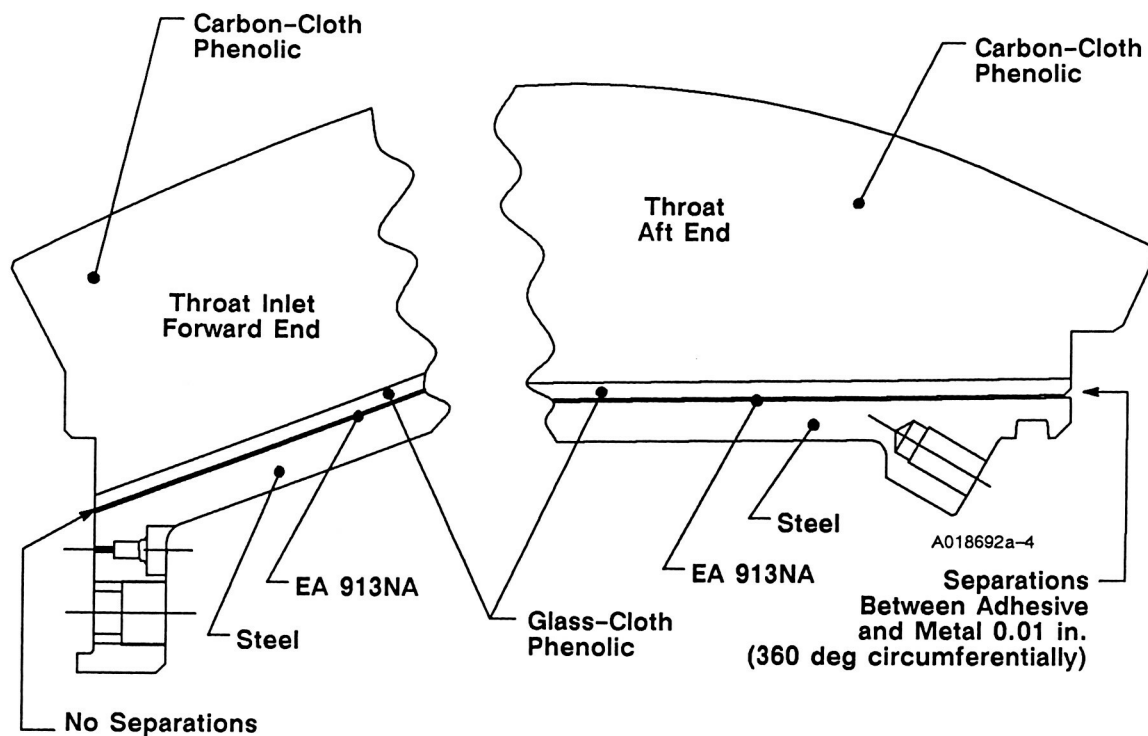 Carbon–Cloth
Phenolic
Carbon–Cloth
Phenolic
Throat
Aft End
Throat Inlet
Forward End
Steel
A018692a–4
EA 913NA
EA 913NA
Separations
Between Adhesive
and Metal 0.01 in.
(360 deg circumferentially)
Glass–Cloth
Phenolic
Steel
No Separations